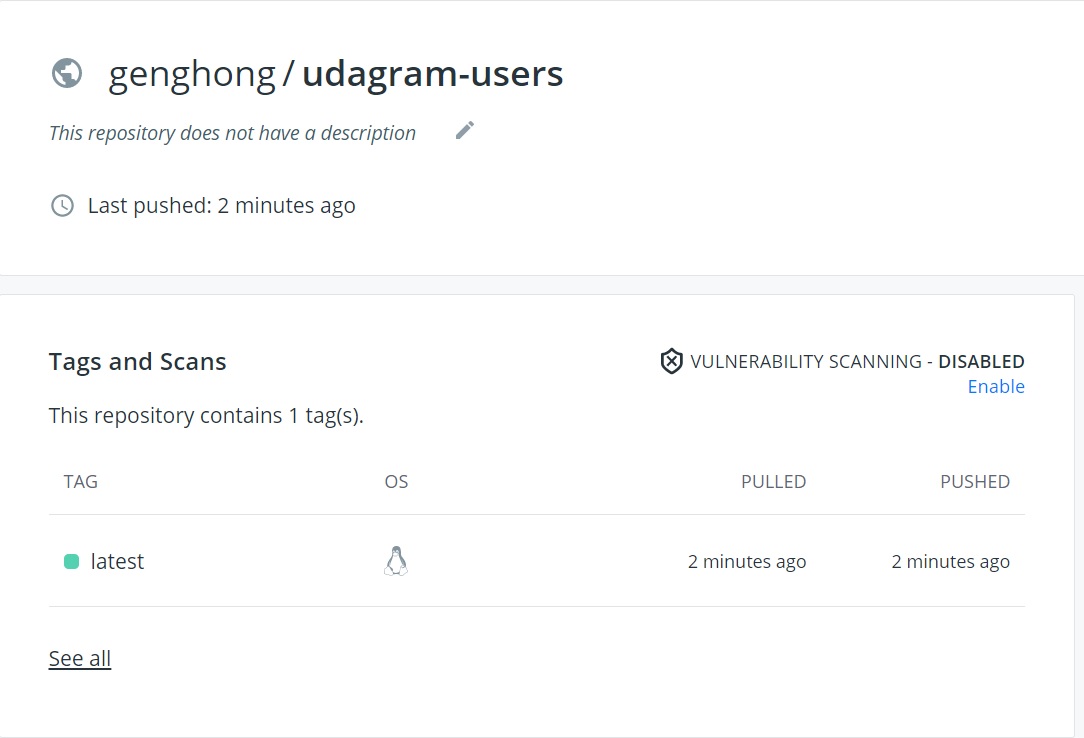 genghong / udagram-users
This repository does not have a description
Last pushed: 2 minutes ago
Tags and Scans
VULNERABILITY SCANNING - DISABLED
Enable
This repository contains 1 tag(s).
TAG OS PULLED PUSHED
latest 2 minutes ago 2 minutes ago
See all